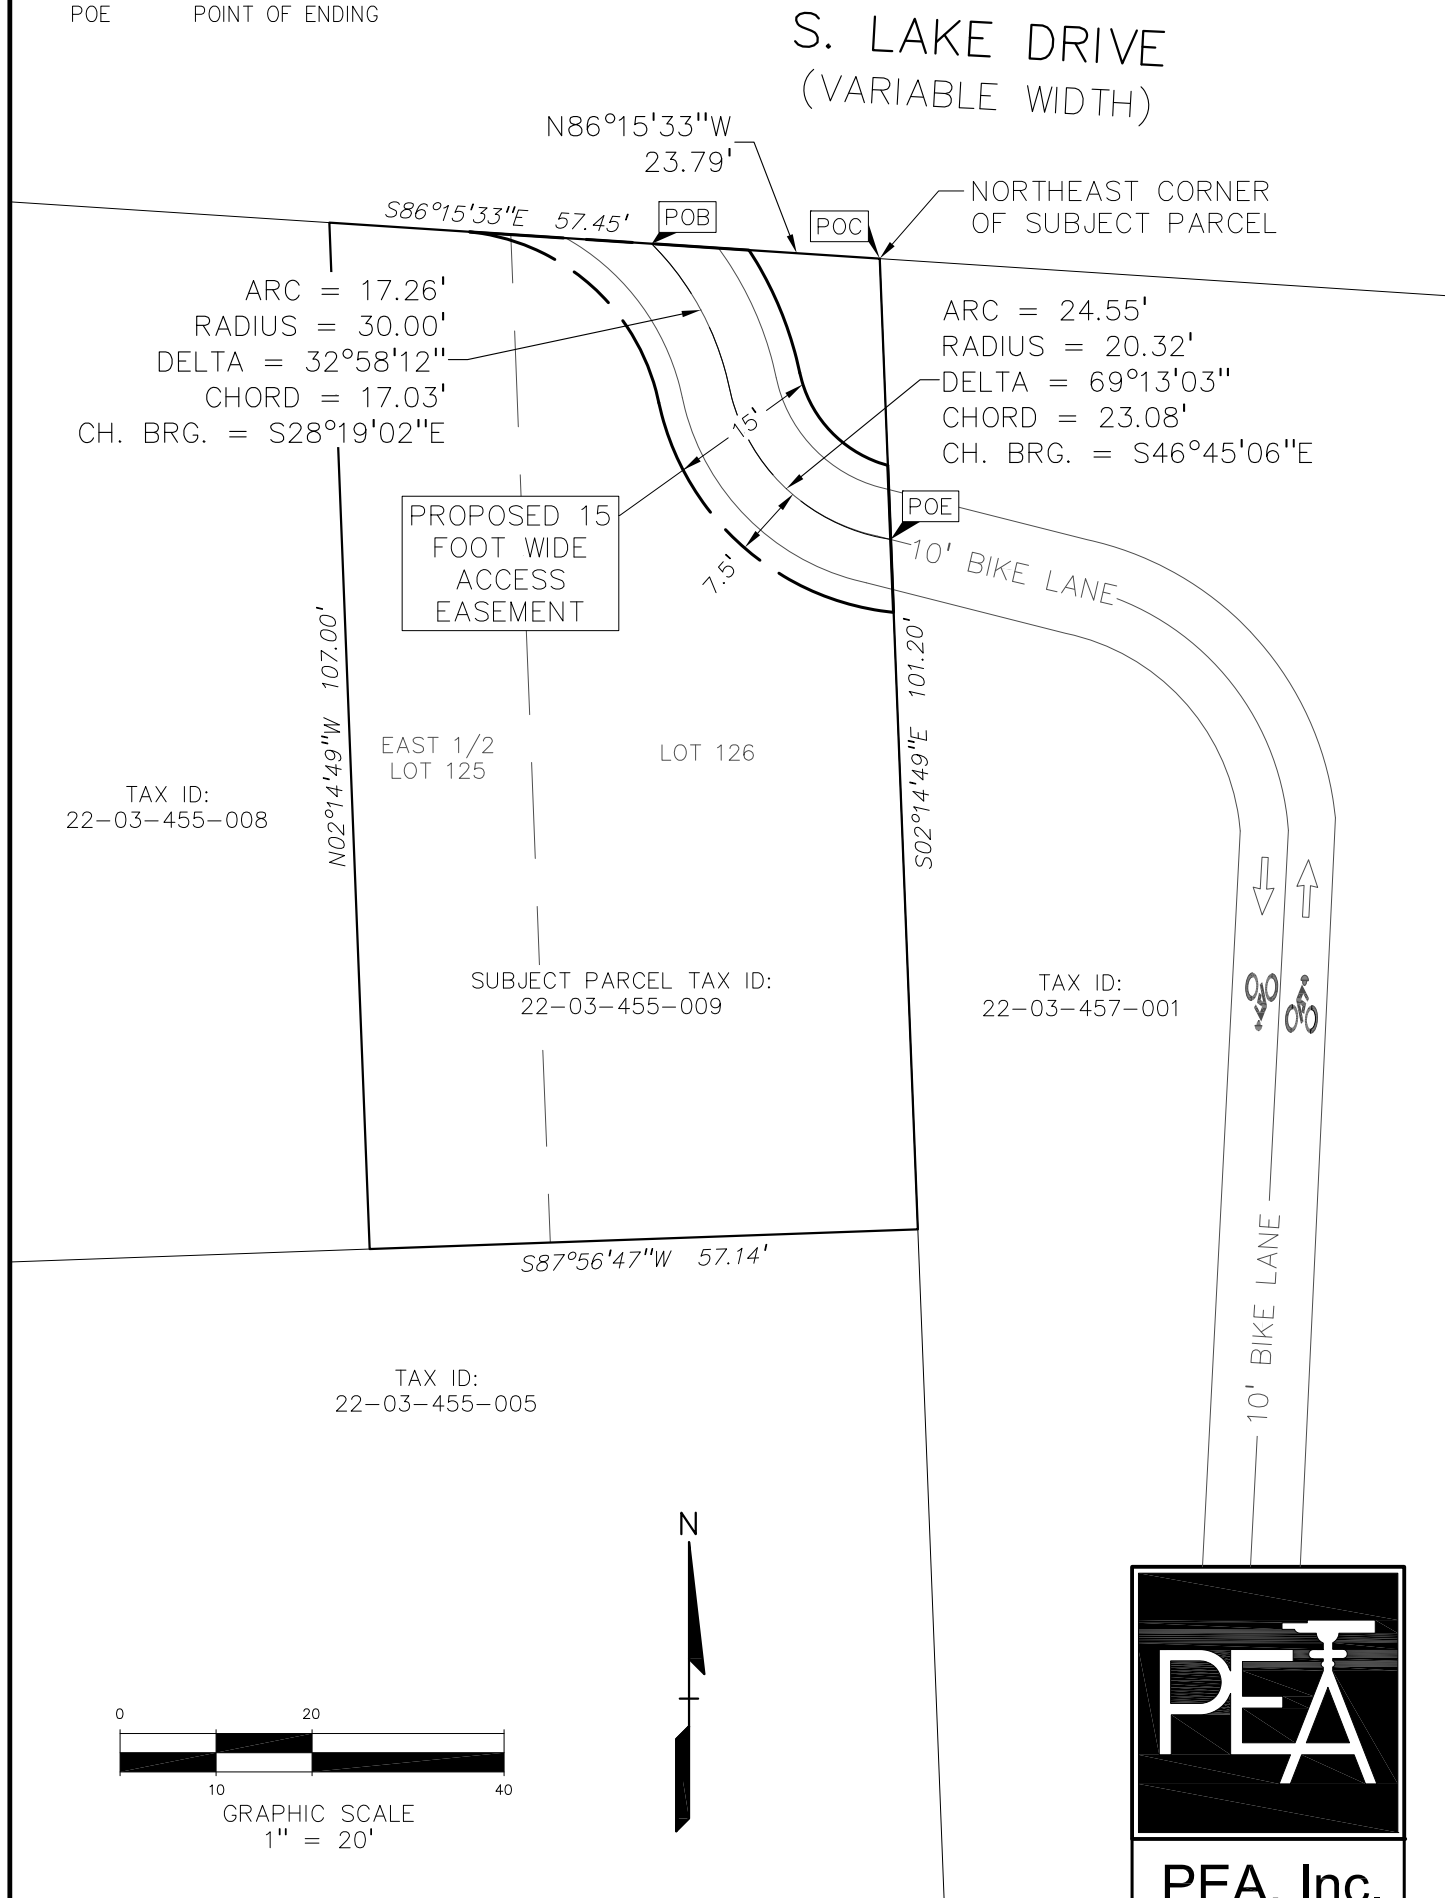 POE POINT OF ENDING
S. LAKE DRIVE
(VARIABLE WIDTH)
N86°15'33"W
23.79'
NORTHEAST CORNER
OF SUBJECT PARCEL
S86°15'33"E 57.45'
POB
POC
ARC = 17.26'
RADIUS = 30.00'
DELTA = 32°58'12"
CHORD = 17.03'
CH. BRG. = S28°19'02"E
ARC = 24.55'
RADIUS = 20.32'
DELTA = 69°13'03"
CHORD = 23.08'
CH. BRG. = S46°45'06"E
15'
PROPOSED 15
FOOT WIDE
ACCESS
EASEMENT
POE
7.5'
10' BIKE LANE
N02°14'49"W 107.00'
S02°14'49"E 101.20'
EAST 1/2
LOT 125
LOT 126
TAX ID:
22-03-455-008
SUBJECT PARCEL TAX ID:
22-03-455-009
TAX ID:
22-03-457-001
S87°56'47"W 57.14'
10' BIKE LANE
TAX ID:
22-03-455-005
N
0 20
10 40
GRAPHIC SCALE
1" = 20'
PEA
PEA, Inc.